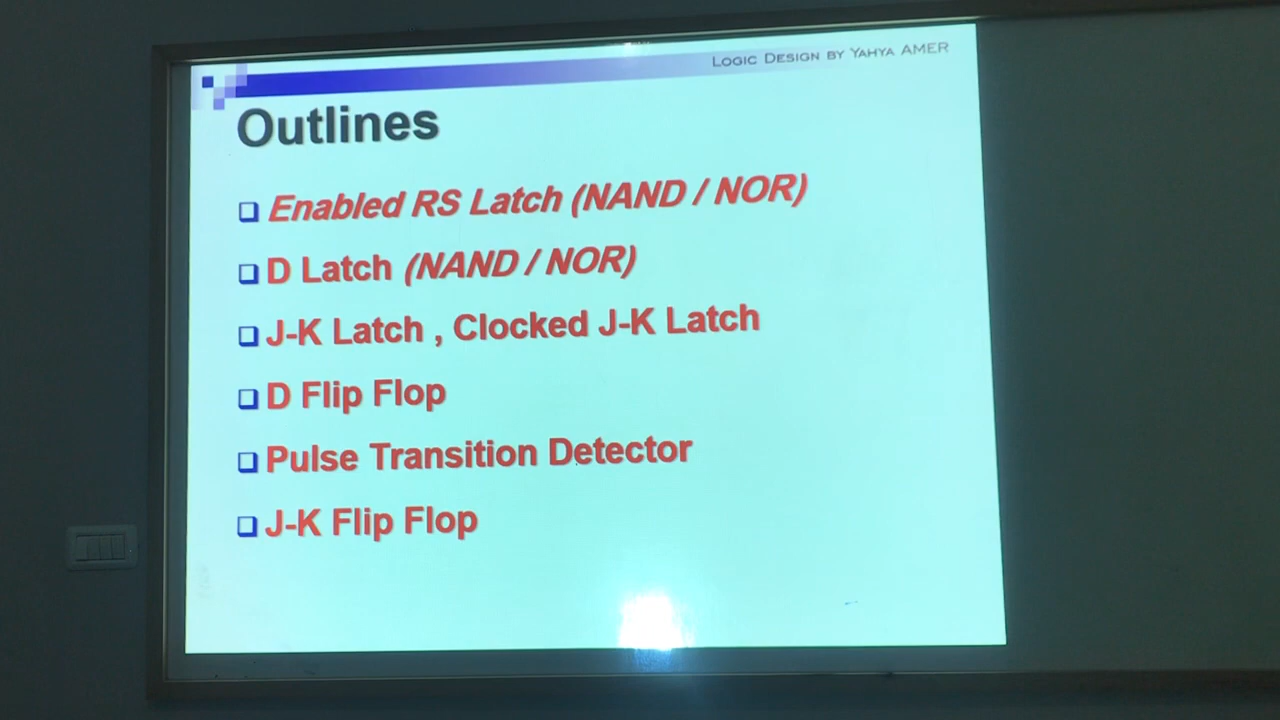 Logic Design by Yahya AMER
Outlines
Enabled RS Latch (NAND / NOR)
D Latch (NAND / NOR)
J-K Latch , Clocked J-K Latch
D Flip Flop
Pulse Transition Detector
J-K Flip Flop